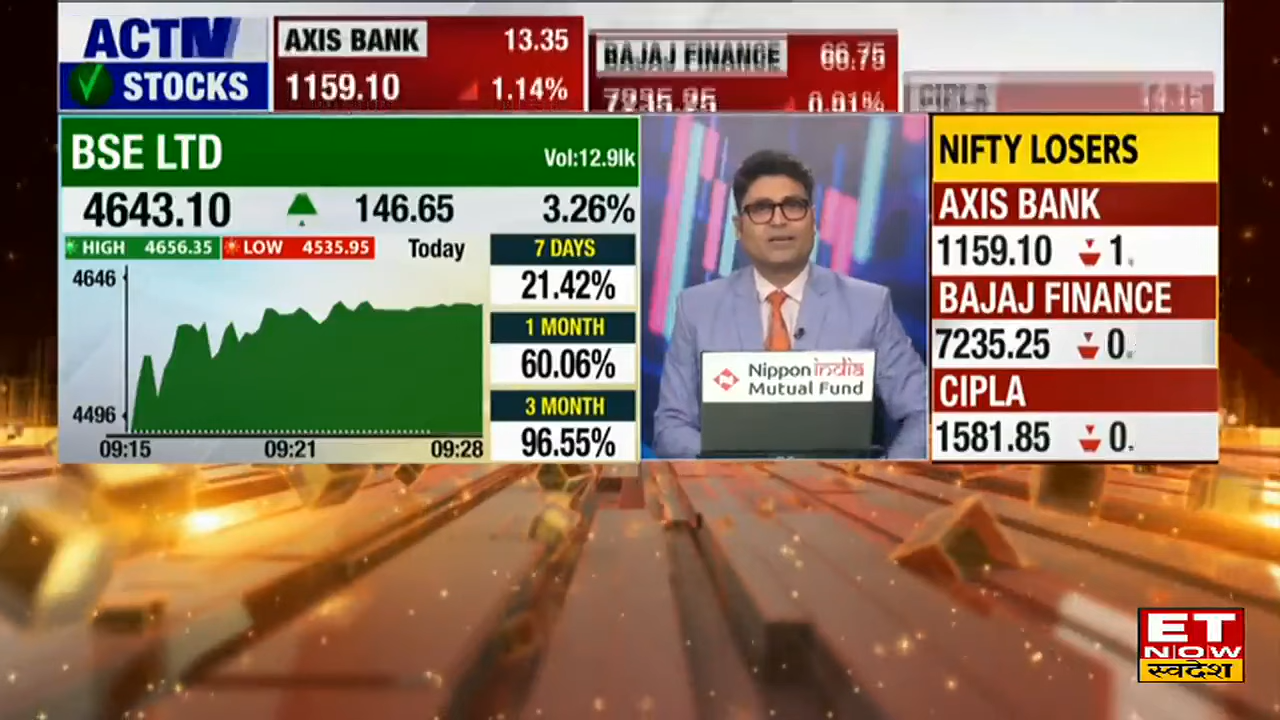 ACTIV
STOCKS
AXIS BANK 13.35
1159.10 1.14%
BAJAJ FINANCE 66.75
7235.25 0.91%
CIPLA
BSE LTD Vol:12.9lk
4643.10 146.65 3.26%
HIGH 4656.35 LOW 4535.95 Today
4646
4496
09:15 09:21 09:28
7 DAYS
21.42%
1 MONTH
60.06%
3 MONTH
96.55%
Nippon india
Mutual Fund
NIFTY LOSERS
AXIS BANK
1159.10 1.
BAJAJ FINANCE
7235.25 0.
CIPLA
1581.85 0.
ET
NOW
स्वदेश